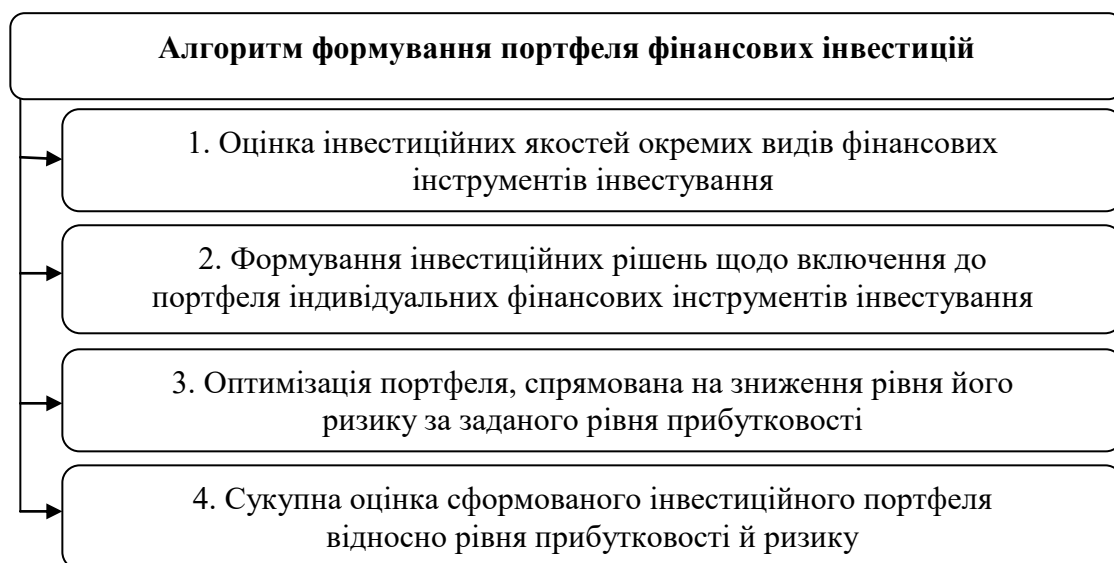 Алгоритм формування портфеля фінансових інвестицій
1. Оцінка інвестиційних якостей окремих видів фінансових
інструментів інвестування
2. Формування інвестиційних рішень щодо включення до
портфеля індивідуальних фінансових інструментів інвестування
3. Оптимізація портфеля, спрямована на зниження рівня його
ризику за заданого рівня прибутковості
4. Сукупна оцінка сформованого інвестиційного портфеля
відносно рівня прибутковості й ризику